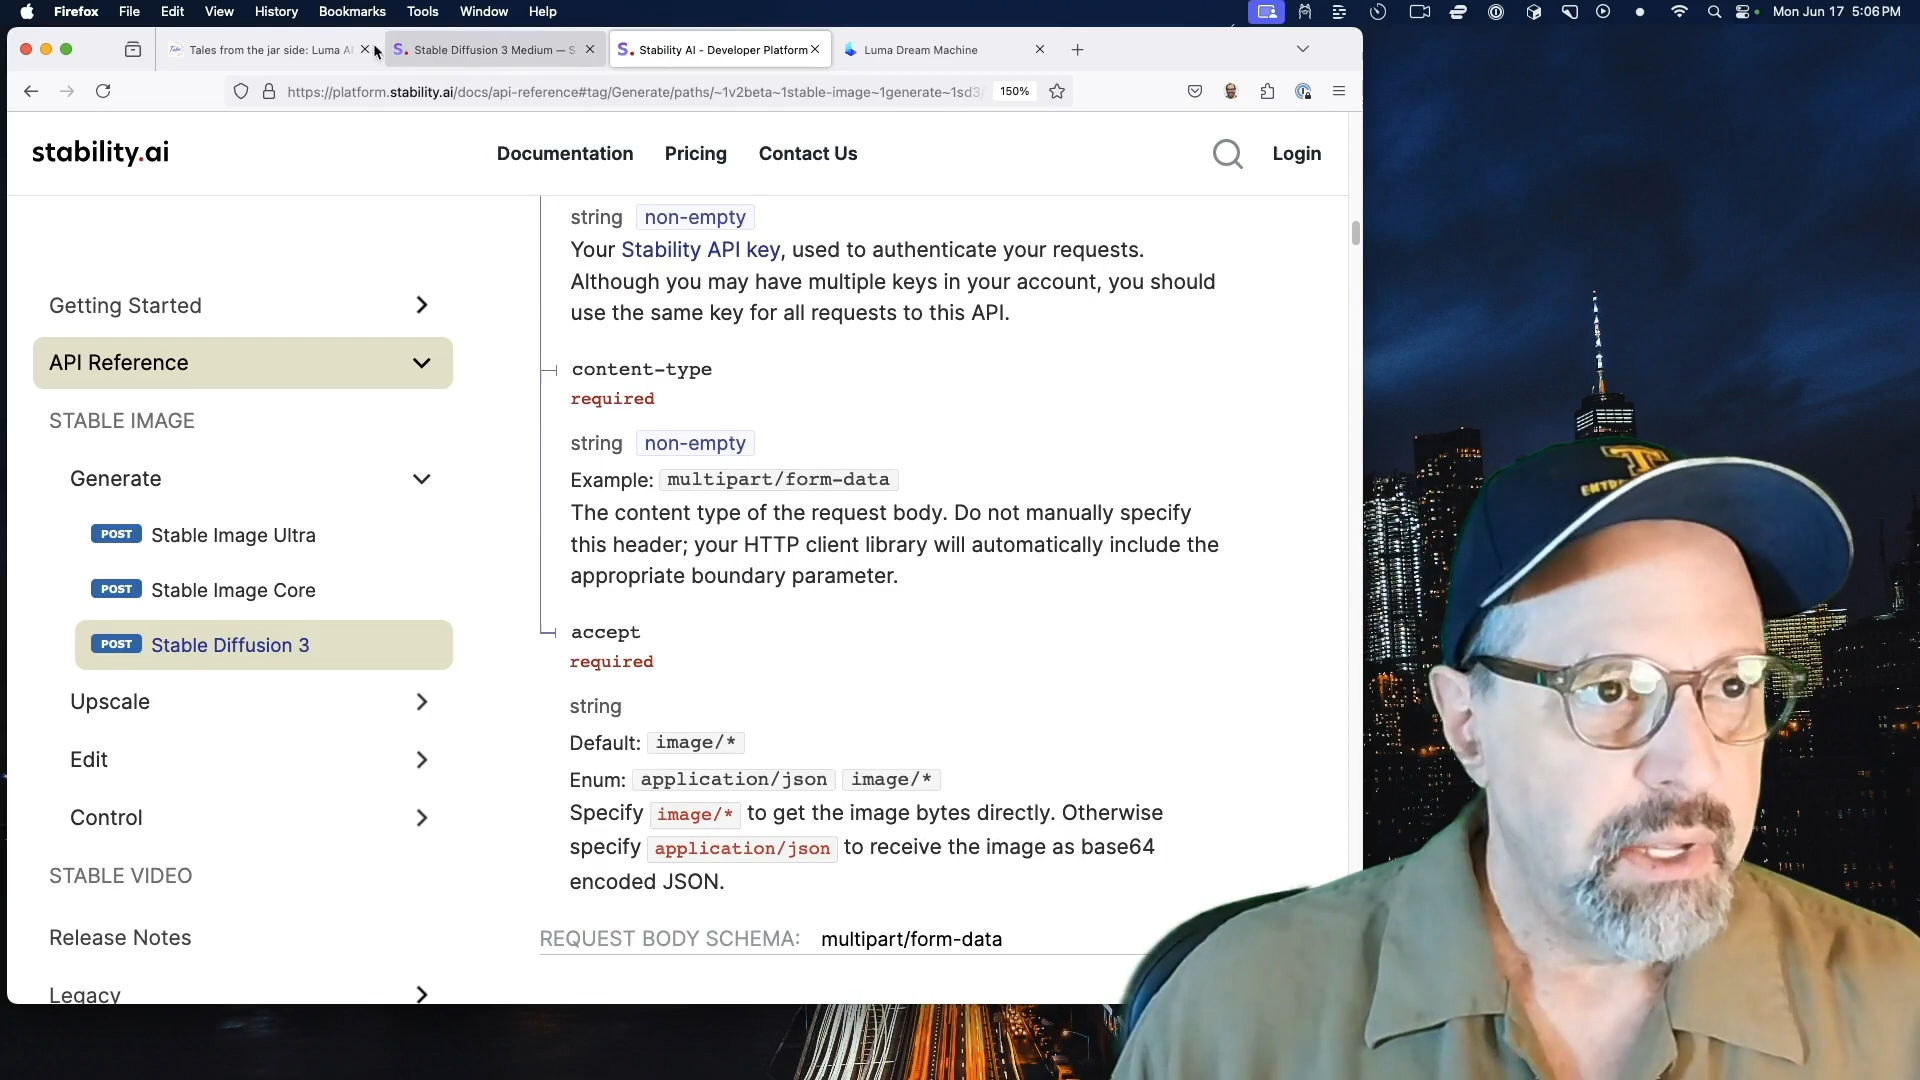 Firefox File Edit View History Bookmarks Tools Window Help Mon Jun 17 5:06 PM
Tales from the jar side: Luma AI
Stable Diffusion 3 Medium — S
Stability AI - Developer Platform
Luma Dream Machine
https://platform.stability.ai/docs/api-reference#tag/Generate/paths/~1v2beta~1stable-image~1generate~1sd3/ 150%
stability.ai Documentation Pricing Contact Us Login
Getting Started
API Reference
STABLE IMAGE
Generate
POST Stable Image Ultra
POST Stable Image Core
POST Stable Diffusion 3
Upscale
Edit
Control
STABLE VIDEO
Release Notes
Legacy
string non-empty
Your Stability API key, used to authenticate your requests.
Although you may have multiple keys in your account, you should
use the same key for all requests to this API.
content-type
required
string non-empty
Example: multipart/form-data
The content type of the request body. Do not manually specify
this header; your HTTP client library will automatically include the
appropriate boundary parameter.
accept
required
string
Default: image/*
Enum: application/json image/*
Specify image/* to get the image bytes directly. Otherwise
specify application/json to receive the image as base64
encoded JSON.
REQUEST BODY SCHEMA: multipart/form-data
T